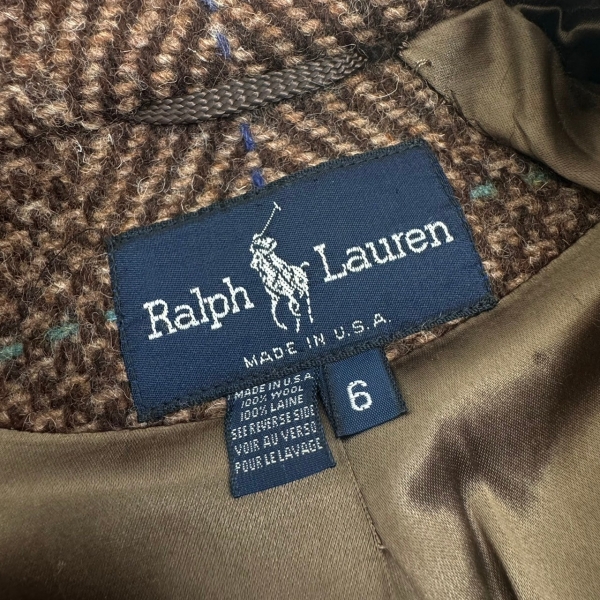 Ralph Lauren
MADE IN U.S.A.
6
MADE IN U.S.A.
100% WOOL
100% LAINE
SEE REVERSE SIDE
VOIR AU VERSO
POUR LE LAVAGE